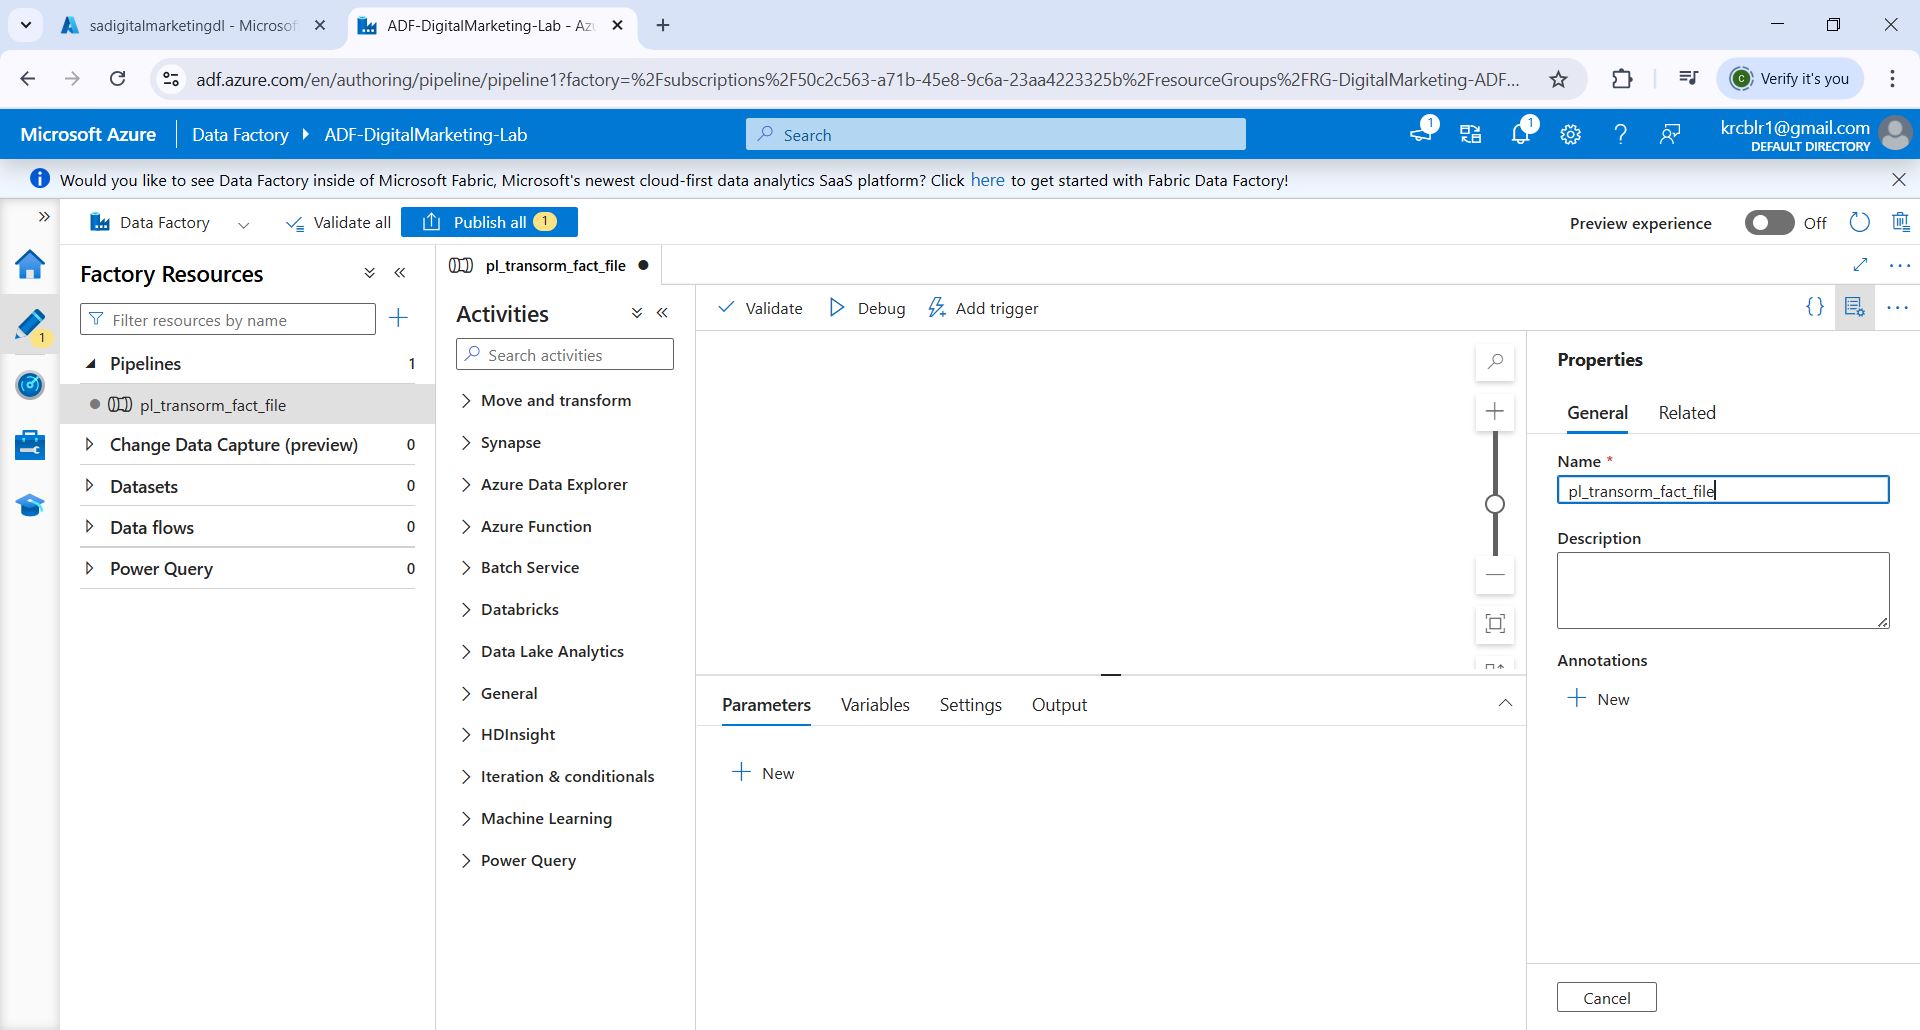 sadigitalmarketingdl - Microsof
ADF-DigitalMarketing-Lab - Az
adf.azure.com/en/authoring/pipeline/pipeline1?factory=%2Fsubscriptions%2F50c2c563-a71b-45e8-9c6a-23aa4223325b%2FresourceGroups%2FRG-DigitalMarketing-ADF...
C
Verify it's you
Microsoft Azure
Data Factory
ADF-DigitalMarketing-Lab
Search
1
1
krcblr1@gmail.com
DEFAULT DIRECTORY
Would you like to see Data Factory inside of Microsoft Fabric, Microsoft's newest cloud-first data analytics SaaS platform? Click here to get started with Fabric Data Factory!
Data Factory
Validate all
Publish all 1
Preview experience
Off
Factory Resources
Filter resources by name
1
Pipelines 1
pl_transorm_fact_file
Change Data Capture (preview) 0
Datasets 0
Data flows 0
Power Query 0
pl_transorm_fact_file
Activities
Search activities
Move and transform
Synapse
Azure Data Explorer
Azure Function
Batch Service
Databricks
Data Lake Analytics
General
HDInsight
Iteration & conditionals
Machine Learning
Power Query
Validate
Debug
Add trigger
{}
Parameters
Variables
Settings
Output
New
Properties
General
Related
Name *
pl_transorm_fact_file
Description
Annotations
New
Cancel